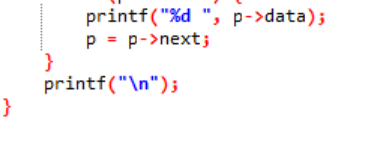 printf("%d ", p->data);
p = p->next;
}
printf("\n");
}